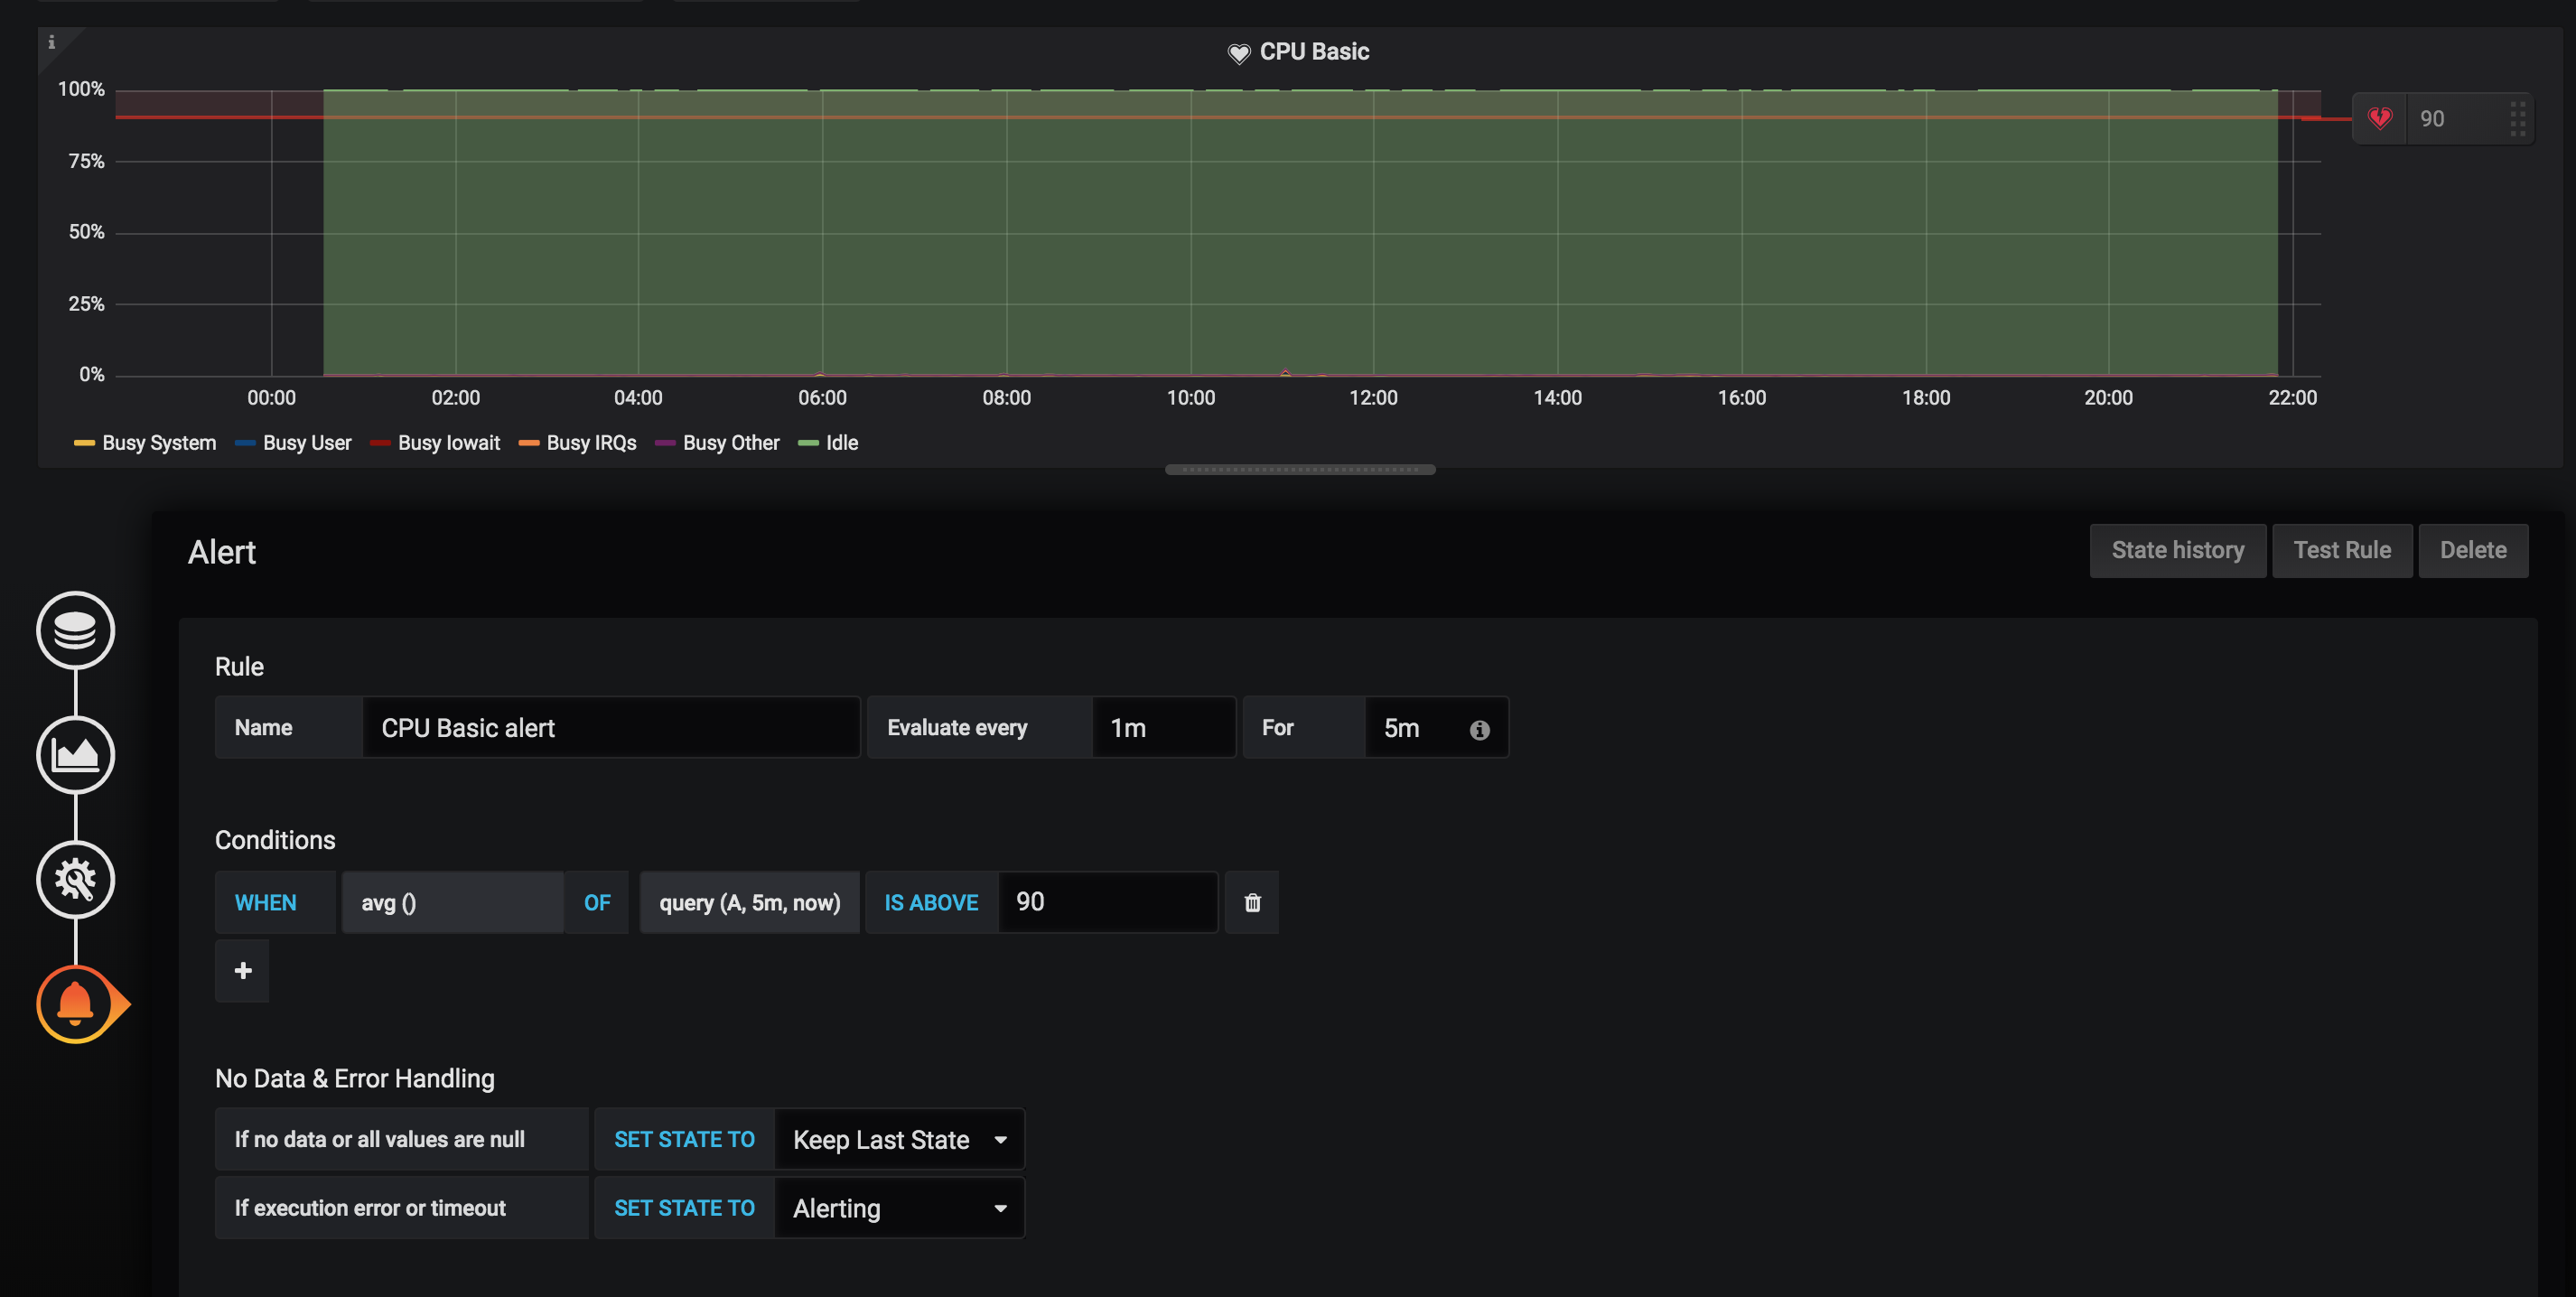 CPU Basic
100%
75%
50%
25%
0%
90
00:00 02:00 04:00 06:00 08:00 10:00 12:00 14:00 16:00 18:00 20:00 22:00
Busy System Busy User Busy Iowait Busy IRQs Busy Other Idle
Alert
State history Test Rule Delete
Rule
Name CPU Basic alert Evaluate every 1m For 5m
Conditions
WHEN avg () OF query (A, 5m, now) IS ABOVE 90
+
No Data & Error Handling
If no data or all values are null SET STATE TO Keep Last State
If execution error or timeout SET STATE TO Alerting